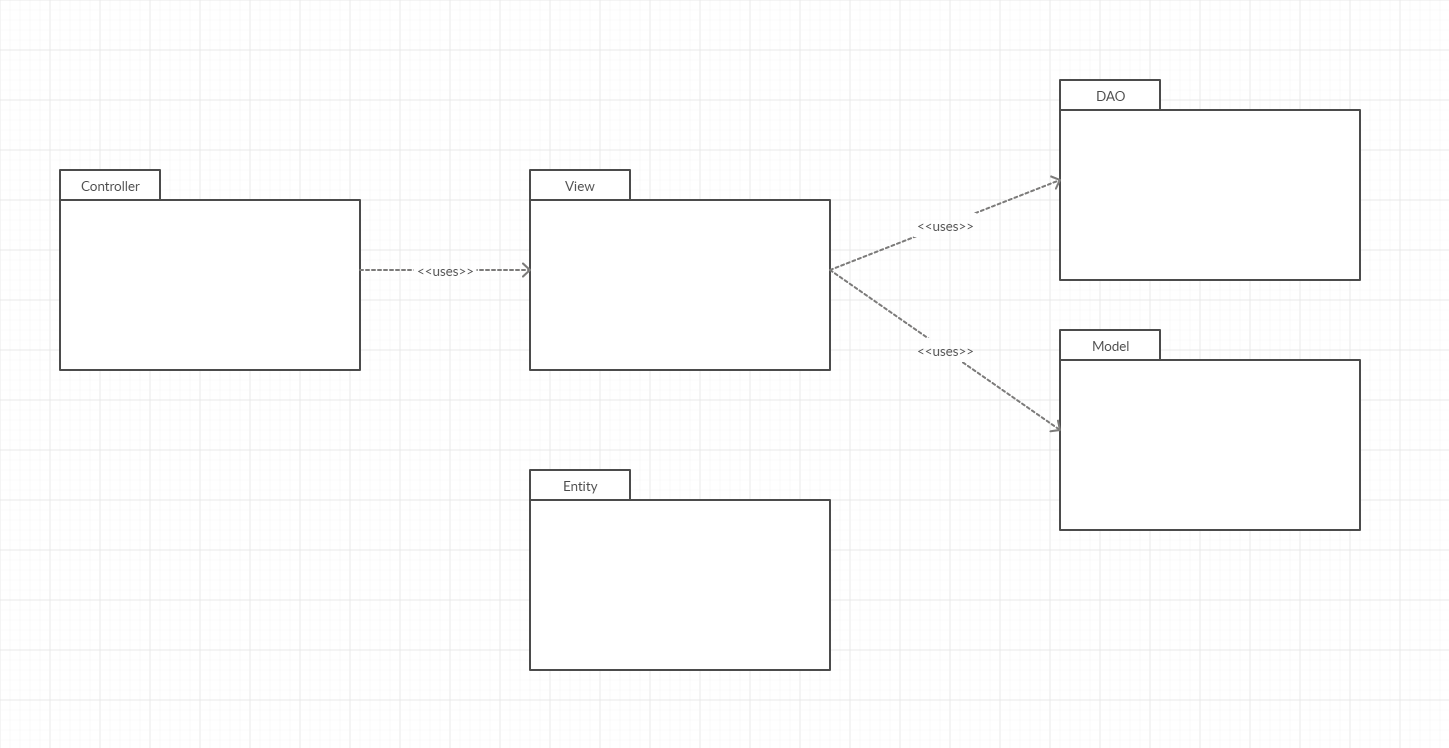 DAO
Controller
View
<<uses>>
<<uses>>
Model
<<uses>>
Entity